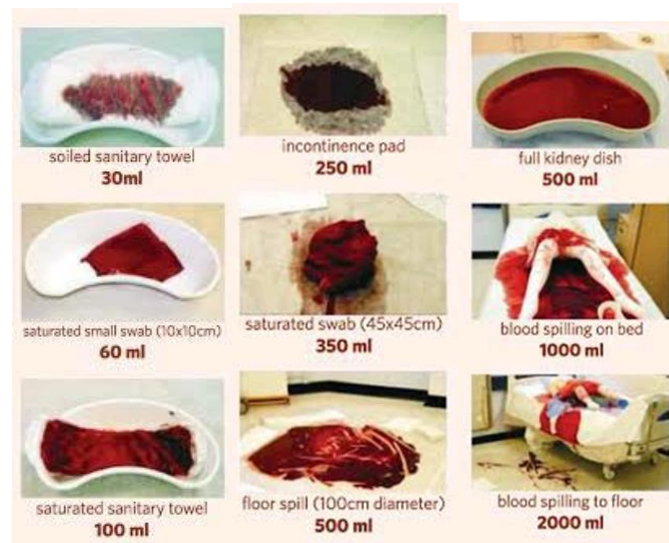 soiled sanitary towel
30ml
incontinence pad
250 ml
full kidney dish
500 ml
saturated small swab (10x10cm)
60 ml
saturated swab (45x45cm)
350 ml
blood spilling on bed
1000 ml
saturated sanitary towel
100 ml
floor spill (100cm diameter)
500 ml
blood spilling to floor
2000 ml